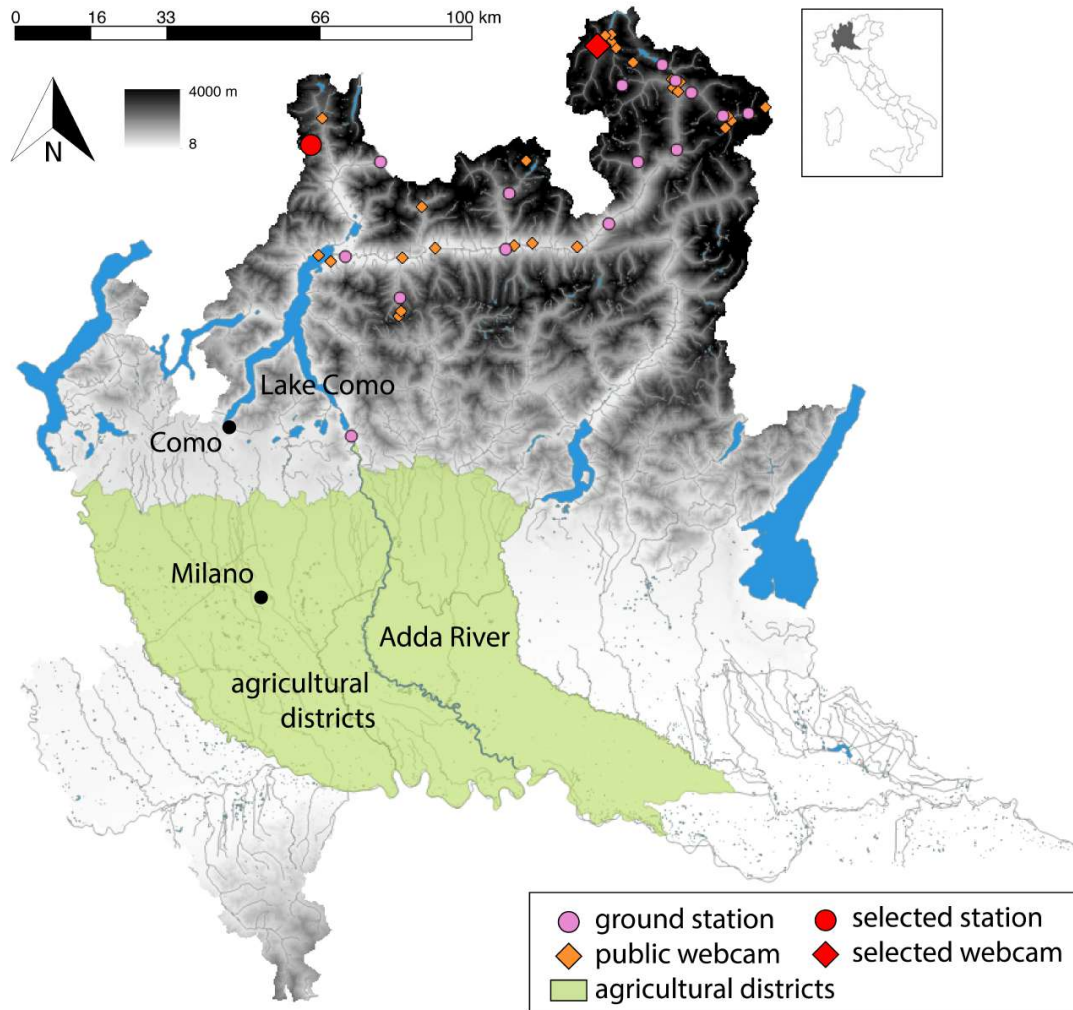 0 16 33 66 100 km
4000 m
8
N
Lake Como
Como
Milano
Adda River
agricultural
districts
ground station
selected station
public webcam
selected webcam
agricultural districts